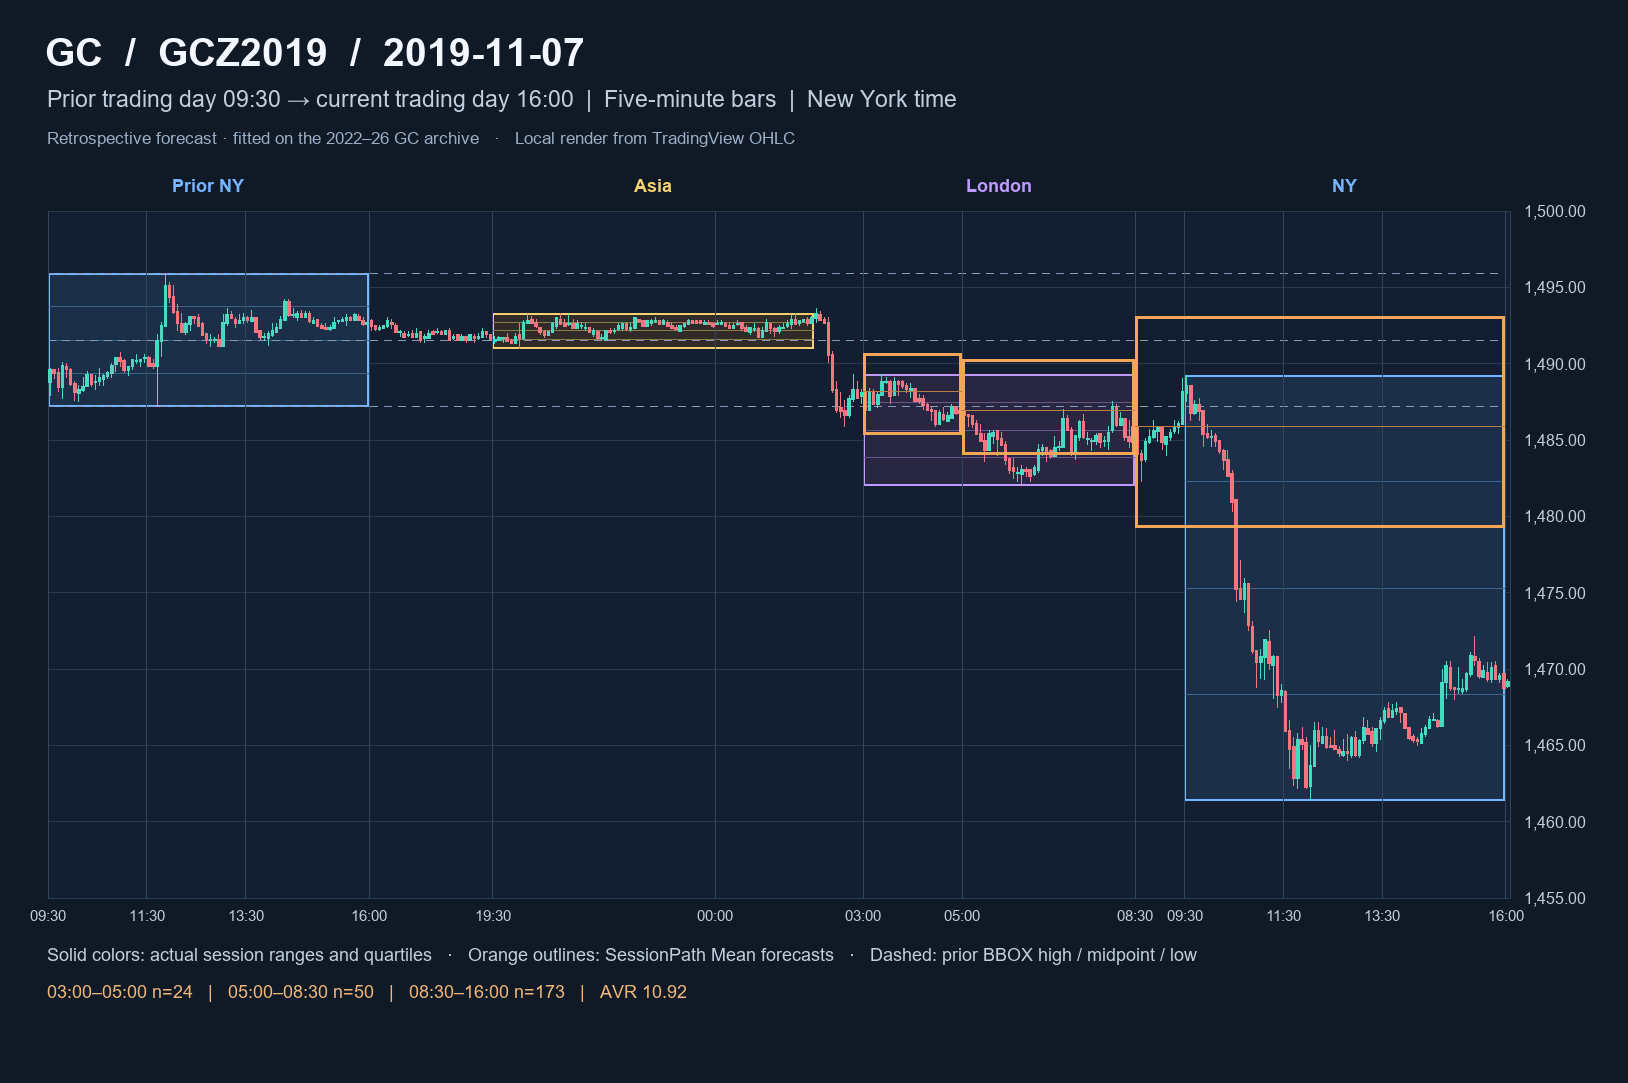 GC / GCZ2019 / 2019-11-07
Prior trading day 09:30 → current trading day 16:00 | Five-minute bars | New York time
Retrospective forecast · fitted on the 2022–26 GC archive · Local render from TradingView OHLC
Prior NY Asia London NY
1,500.00
1,495.00
1,490.00
1,485.00
1,480.00
1,475.00
1,470.00
1,465.00
1,460.00
1,455.00
09:30 11:30 13:30 16:00 19:30 00:00 03:00 05:00 08:30 09:30 11:30 13:30 16:00
Solid colors: actual session ranges and quartiles · Orange outlines: SessionPath Mean forecasts · Dashed: prior BBOX high / midpoint / low
03:00–05:00 n=24 | 05:00–08:30 n=50 | 08:30–16:00 n=173 | AVR 10.92